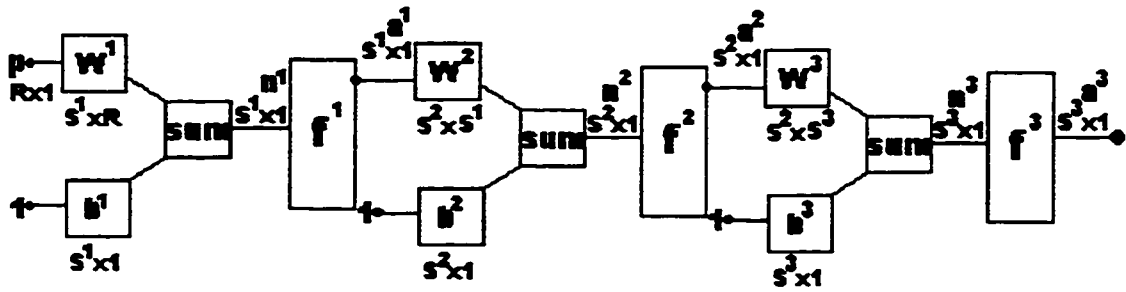 p
Rx1
W¹
S¹xR
1
b¹
S¹x1
sum
n¹
S¹x1
f¹
a¹
S¹x1
W²
S²xS¹
1
b²
S²x1
sum
n²
S²x1
f²
a²
S²x1
W³
S²xS³
1
b³
S³x1
sum
n³
S³x1
f³
a³
S³x1